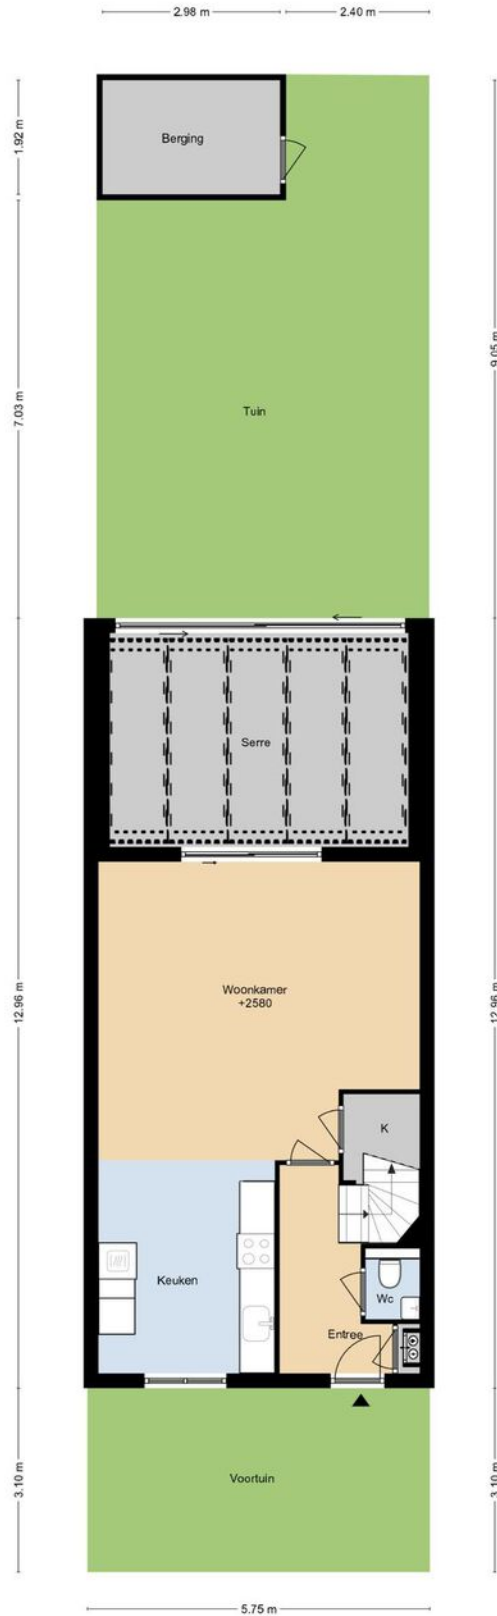 2.98 m
2.40 m
1.92 m
Berging
9.05 m
7.03 m
Tuin
Serre
Woonkamer
+2580
12.96 m
12.96 m
K
Keuken
Wc
Entree
3.10 m
Voortuin
3.10 m
5.75 m